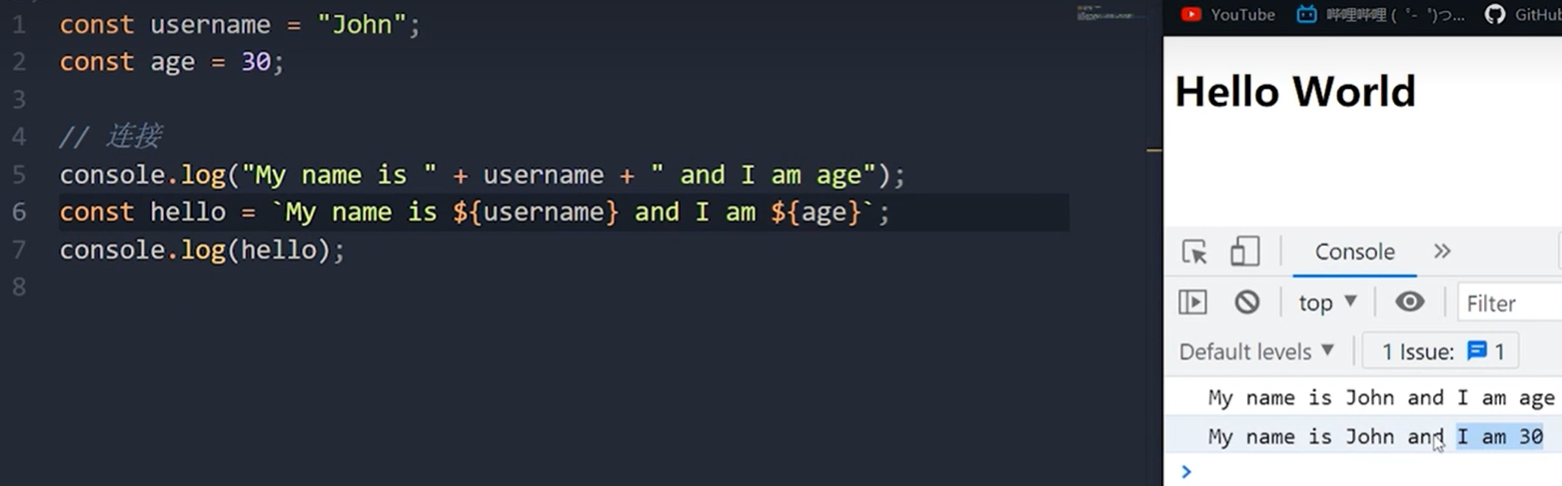 1 const username = "John";
2 const age = 30;
3
4 // 连接
5 console.log("My name is " + username + " and I am age");
6 const hello = `My name is ${username} and I am ${age}`;
7 console.log(hello);
8
YouTube 哔哩哔哩 ( ゜- ゜)つ... GitHu
Hello World
Console »
top ▼ Filter
Default levels ▼ 1 Issue: 1
My name is John and I am age
My name is John and I am 30
>